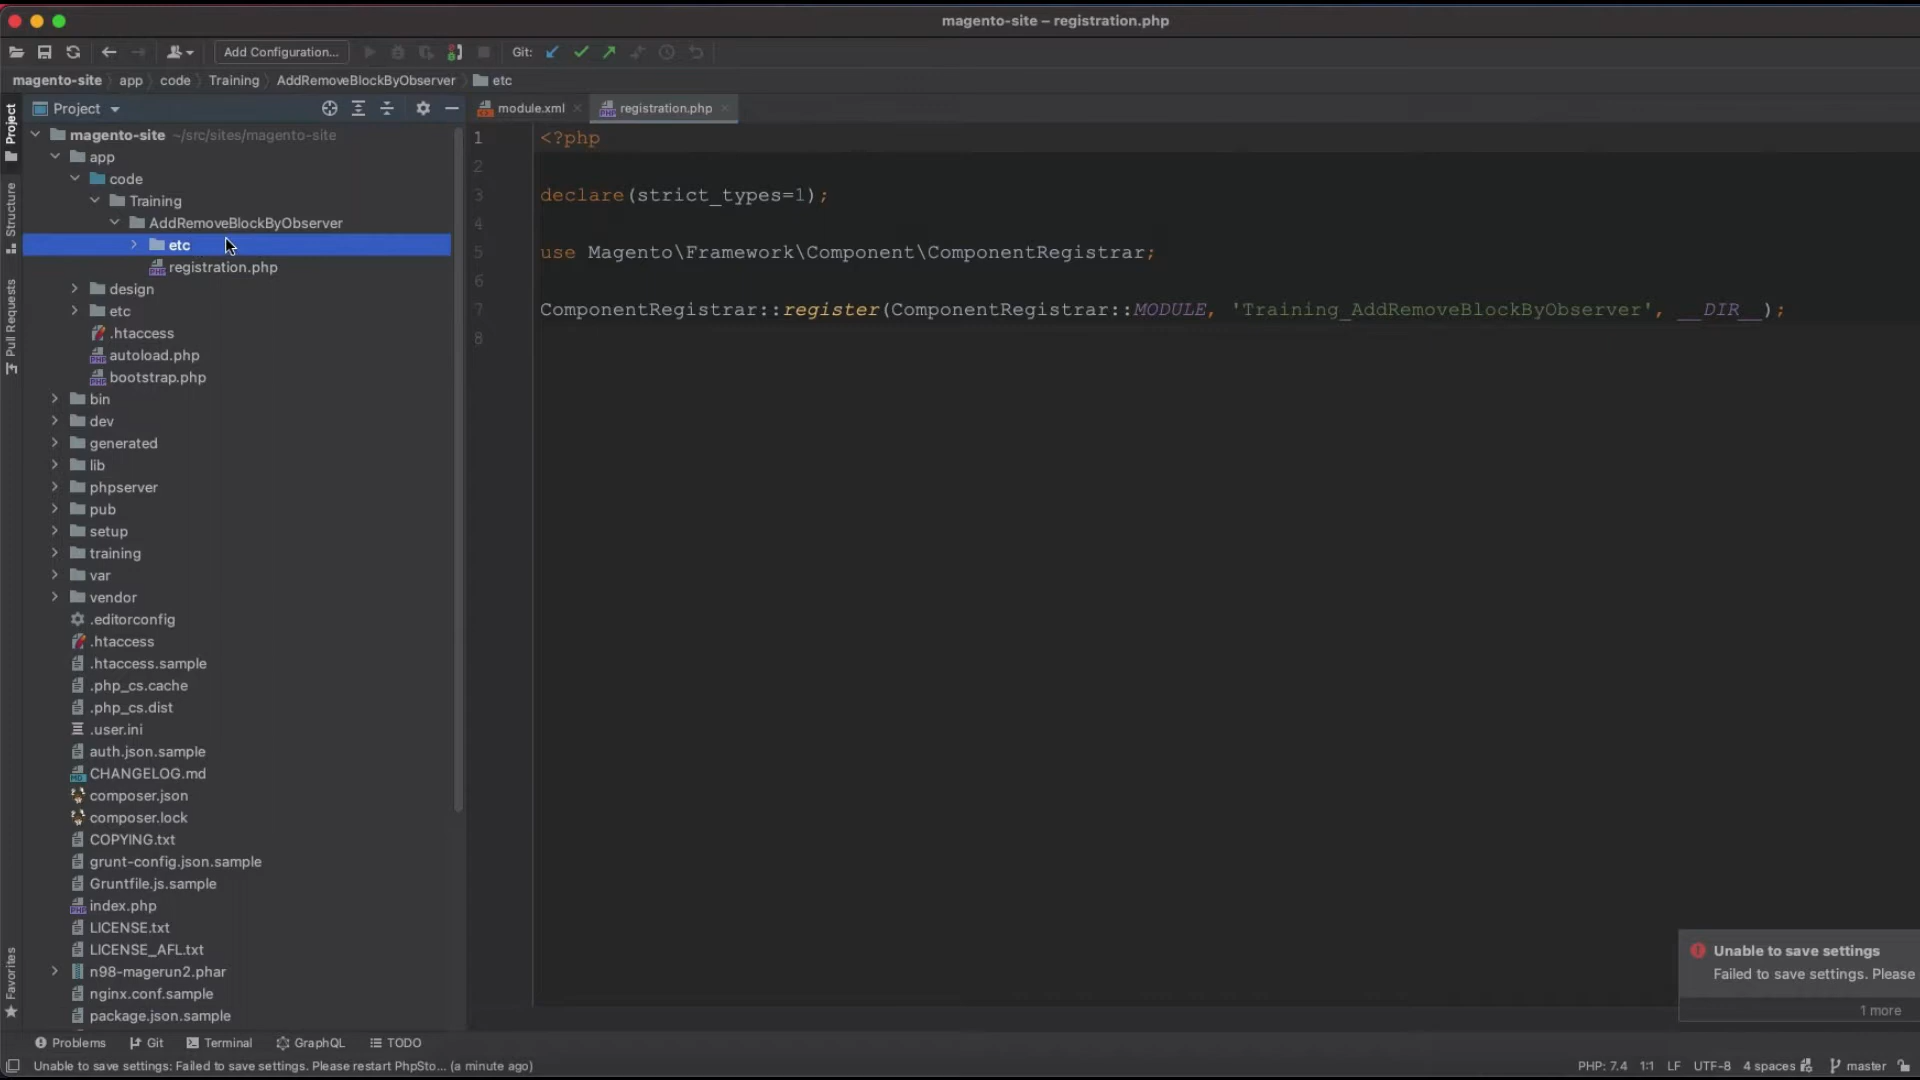 magento-site – registration.php
Add Configuration...
Git:
magento-site app code Training AddRemoveBlockByObserver etc
Project
module.xml
registration.php
Project
Structure
Pull Requests
Favorites
magento-site ~/src/sites/magento-site
app
code
Training
AddRemoveBlockByObserver
etc
registration.php
design
etc
.htaccess
autoload.php
bootstrap.php
bin
dev
generated
lib
phpserver
pub
setup
training
var
vendor
.editorconfig
.htaccess
.htaccess.sample
.php_cs.cache
.php_cs.dist
.user.ini
auth.json.sample
CHANGELOG.md
composer.json
composer.lock
COPYING.txt
grunt-config.json.sample
Gruntfile.js.sample
index.php
LICENSE.txt
LICENSE_AFL.txt
n98-magerun2.phar
nginx.conf.sample
package.json.sample
1 <?php
2
3 declare(strict_types=1);
4
5 use Magento\Framework\Component\ComponentRegistrar;
6
7 ComponentRegistrar::register(ComponentRegistrar::MODULE, 'Training_AddRemoveBlockByObserver', __DIR__);
8
Unable to save settings
Failed to save settings. Please
1 more
Problems Git Terminal GraphQL TODO
Unable to save settings: Failed to save settings. Please restart PhpSto... (a minute ago)
PHP: 7.4 1:1 LF UTF-8 4 spaces master